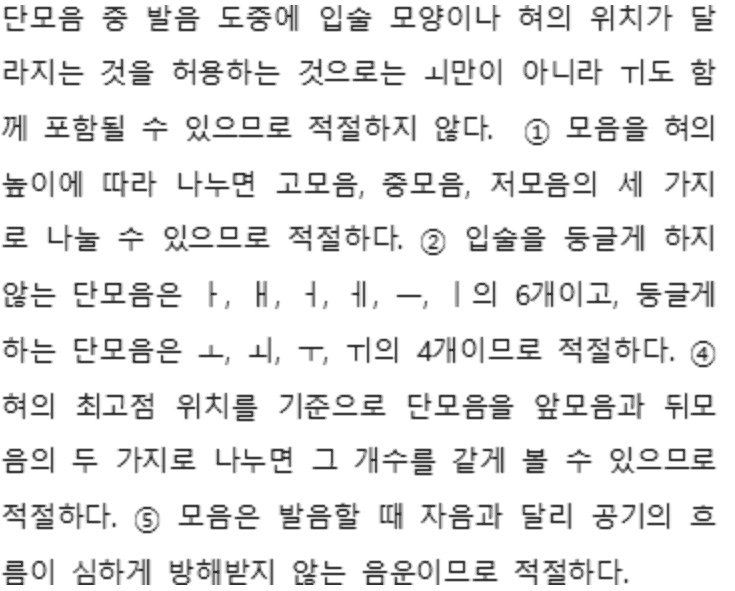 단모음 중 발음 도중에 입술 모양이나 혀의 위치가 달
라지는 것을 허용하는 것으로는 ㅚ만이 아니라 ㅟ도 함
께 포함될 수 있으므로 적절하지 않다. ① 모음을 혀의
높이에 따라 나누면 고모음, 중모음, 저모음의 세 가지
로 나눌 수 있으므로 적절하다. ② 입술을 둥글게 하지
않는 단모음은 ㅏ, ㅐ, ㅓ, ㅔ, ㅡ, ㅣ의 6개이고, 둥글게
하는 단모음은 ㅗ, ㅚ, ㅜ, ㅟ의 4개이므로 적절하다. ④
혀의 최고점 위치를 기준으로 단모음을 앞모음과 뒤모
음의 두 가지로 나누면 그 개수를 같게 볼 수 있으므로
적절하다. ⑤ 모음은 발음할 때 자음과 달리 공기의 흐
름이 심하게 방해받지 않는 음운이므로 적절하다.